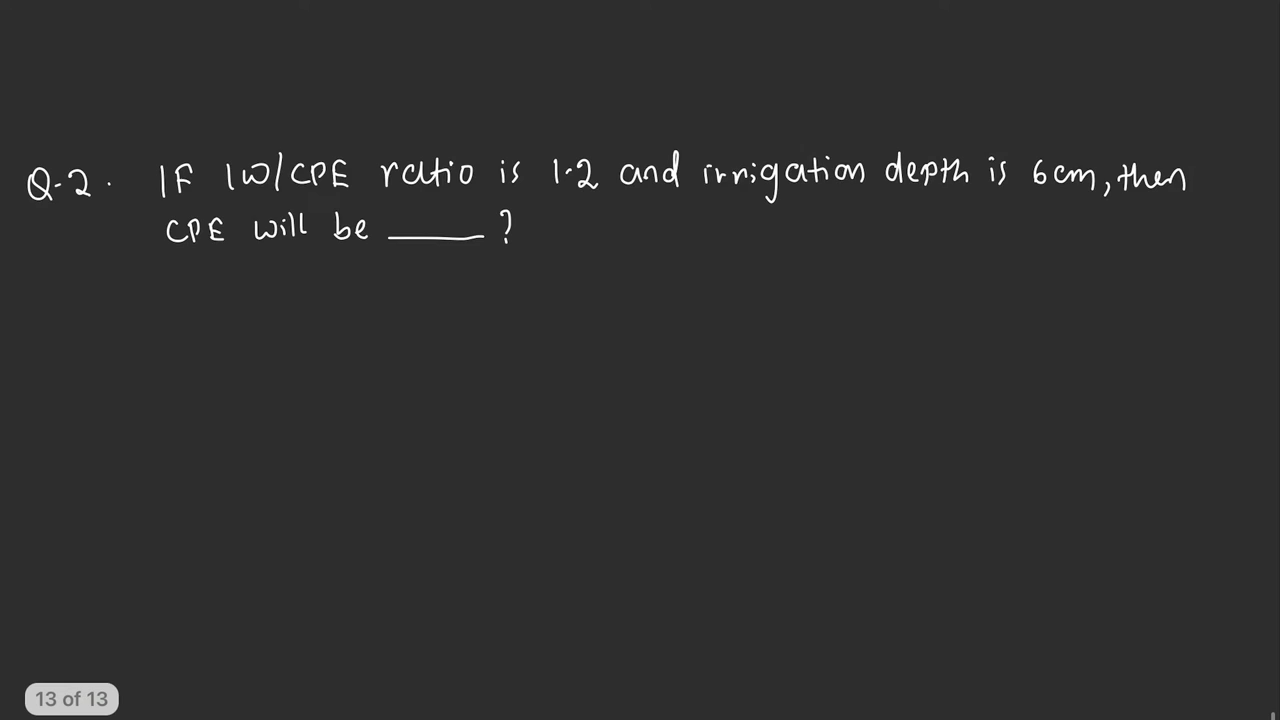 Q-2. IF IW/CPE ratio is 1.2 and irrigation depth is 6cm, then
CPE will be _____ ?
13 of 13